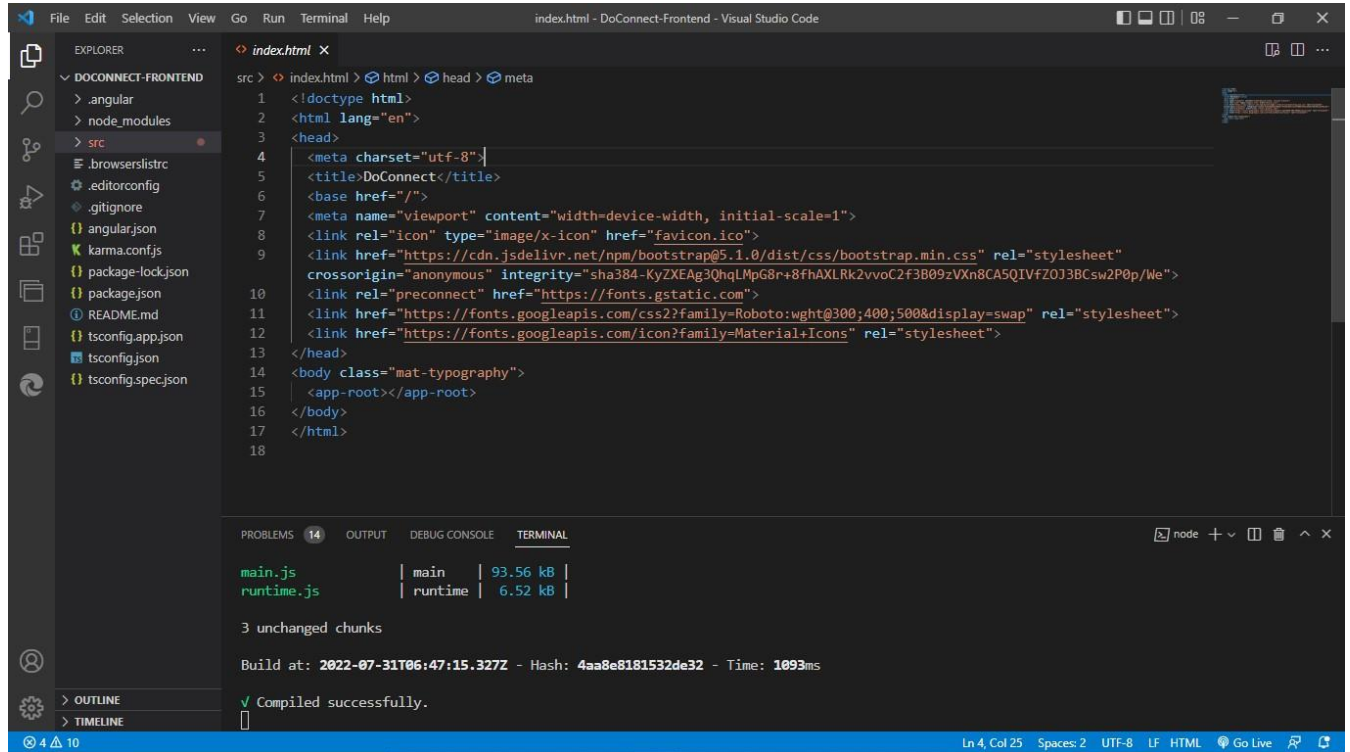 File Edit Selection View Go Run Terminal Help
index.html - DoConnect-Frontend - Visual Studio Code
EXPLORER
DOCONNECT-FRONTEND
.angular
node_modules
src
.browserslistrc
.editorconfig
.gitignore
angular.json
karma.conf.js
package-lock.json
package.json
README.md
tsconfig.app.json
tsconfig.json
tsconfig.spec.json
OUTLINE
TIMELINE
index.html
src > index.html > html > head > meta
1 <!doctype html>
2 <html lang="en">
3 <head>
4 <meta charset="utf-8">
5 <title>DoConnect</title>
6 <base href="/">
7 <meta name="viewport" content="width=device-width, initial-scale=1">
8 <link rel="icon" type="image/x-icon" href="favicon.ico">
9 <link href="https://cdn.jsdelivr.net/npm/bootstrap@5.1.0/dist/css/bootstrap.min.css" rel="stylesheet"
crossorigin="anonymous" integrity="sha384-KyZXEAg3QhqLMpG8r+8fhAXLRk2vvoC2f3B09zVXn8CA5QIVfZOJ3BCsw2P0p/We">
10 <link rel="preconnect" href="https://fonts.gstatic.com">
11 <link href="https://fonts.googleapis.com/css2?family=Roboto:wght@300;400;500&display=swap" rel="stylesheet">
12 <link href="https://fonts.googleapis.com/icon?family=Material+Icons" rel="stylesheet">
13 </head>
14 <body class="mat-typography">
15 <app-root></app-root>
16 </body>
17 </html>
18
PROBLEMS 14 OUTPUT DEBUG CONSOLE TERMINAL
node
main.js | main | 93.56 kB |
runtime.js | runtime | 6.52 kB |
3 unchanged chunks
Build at: 2022-07-31T06:47:15.327Z - Hash: 4aa8e8181532de32 - Time: 1093ms
√ Compiled successfully.
4 10
Ln 4, Col 25 Spaces: 2 UTF-8 LF HTML Go Live